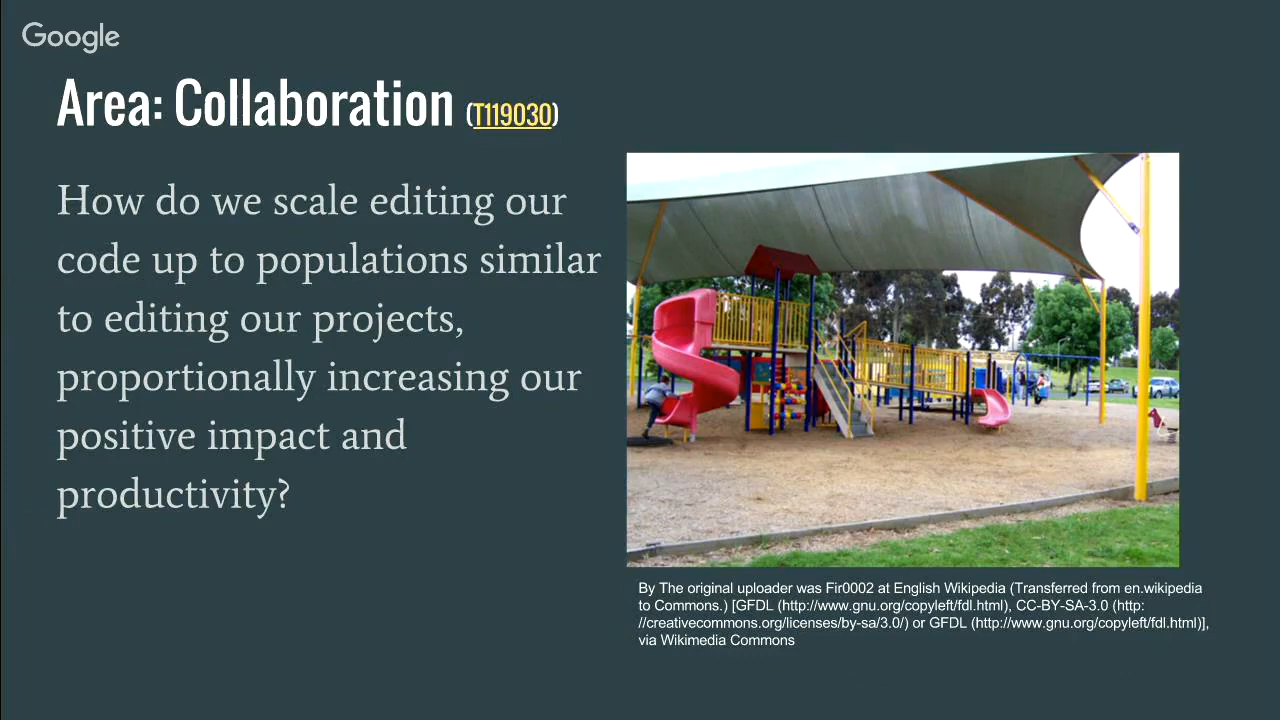 Google
Area: Collaboration (T119030)
How do we scale editing our
code up to populations similar
to editing our projects,
proportionally increasing our
positive impact and
productivity?
By The original uploader was Fir0002 at English Wikipedia (Transferred from en.wikipedia
to Commons.) [GFDL (http://www.gnu.org/copyleft/fdl.html), CC-BY-SA-3.0 (http:
//creativecommons.org/licenses/by-sa/3.0/) or GFDL (http://www.gnu.org/copyleft/fdl.html)],
via Wikimedia Commons